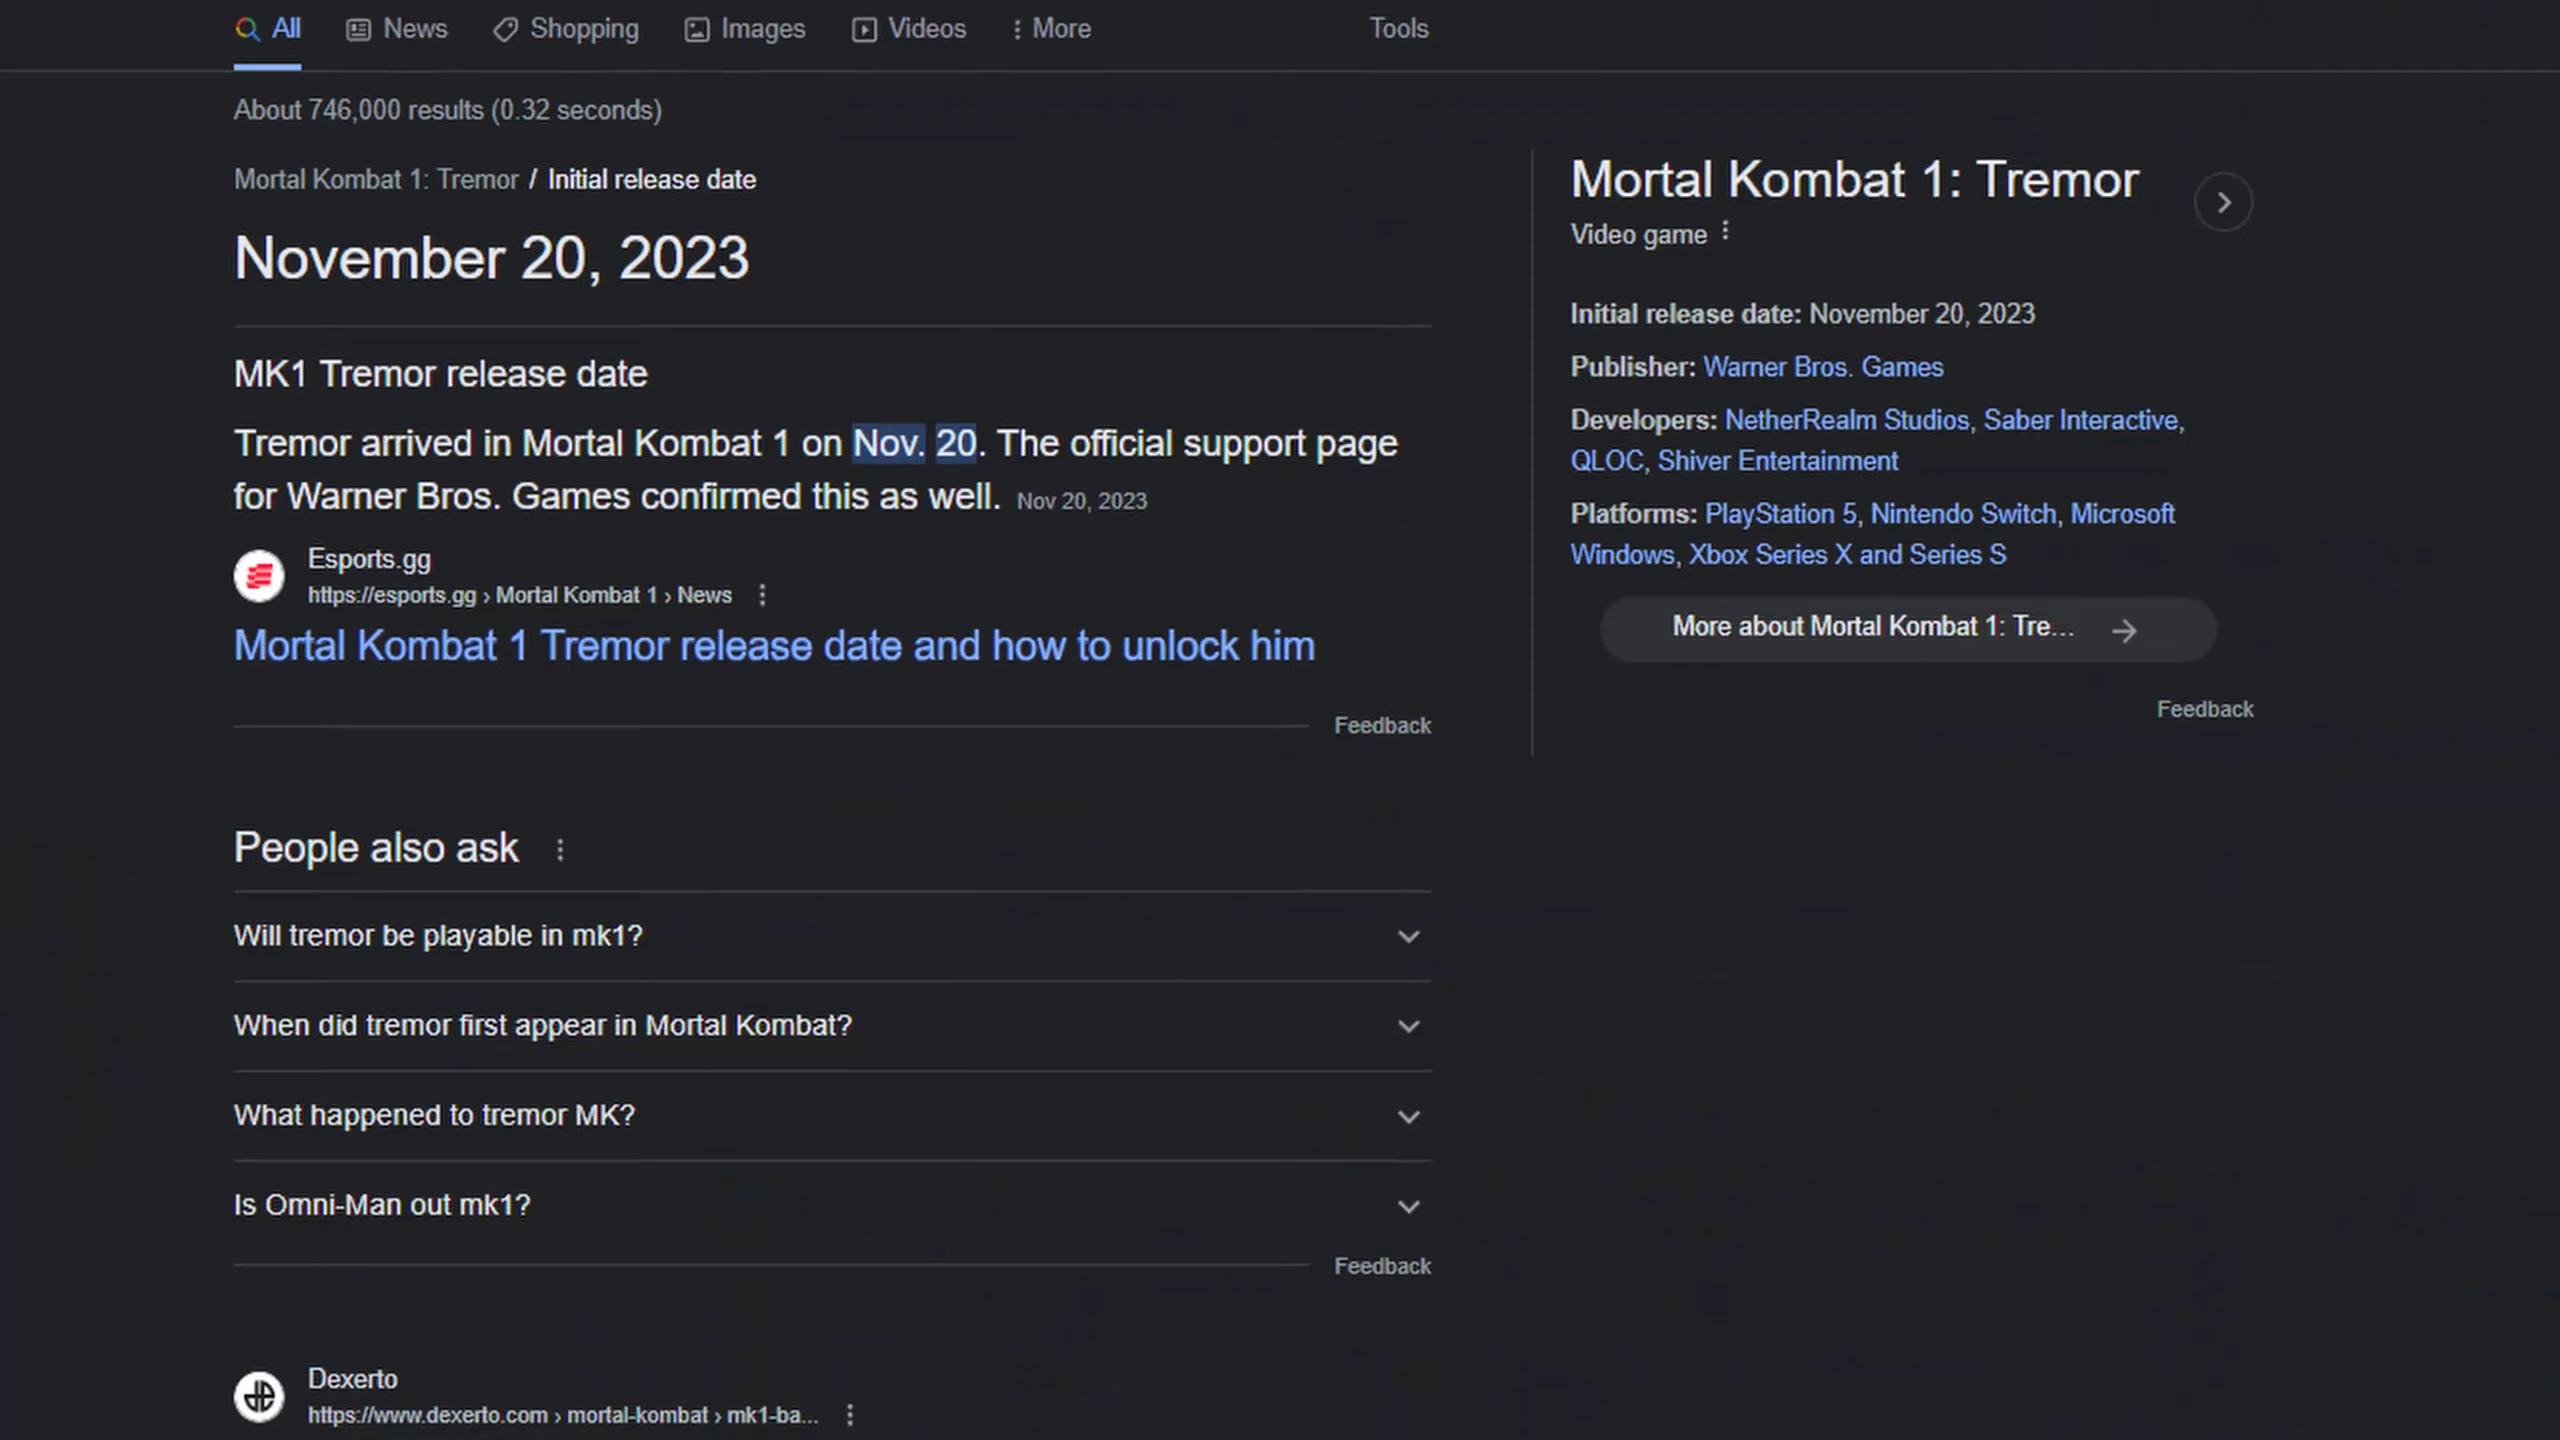 All News Shopping Images Videos More Tools
About 746,000 results (0.32 seconds)
Mortal Kombat 1: Tremor / Initial release date
November 20, 2023
MK1 Tremor release date
Tremor arrived in Mortal Kombat 1 on Nov. 20. The official support page
for Warner Bros. Games confirmed this as well. Nov 20, 2023
Esports.gg
https://esports.gg › Mortal Kombat 1 › News
Mortal Kombat 1 Tremor release date and how to unlock him
Feedback
People also ask
Will tremor be playable in mk1?
When did tremor first appear in Mortal Kombat?
What happened to tremor MK?
Is Omni-Man out mk1?
Feedback
Dexerto
https://www.dexerto.com › mortal-kombat › mk1-ba...
Mortal Kombat 1: Tremor
Video game
Initial release date: November 20, 2023
Publisher: Warner Bros. Games
Developers: NetherRealm Studios, Saber Interactive,
QLOC, Shiver Entertainment
Platforms: PlayStation 5, Nintendo Switch, Microsoft
Windows, Xbox Series X and Series S
More about Mortal Kombat 1: Tre...
Feedback